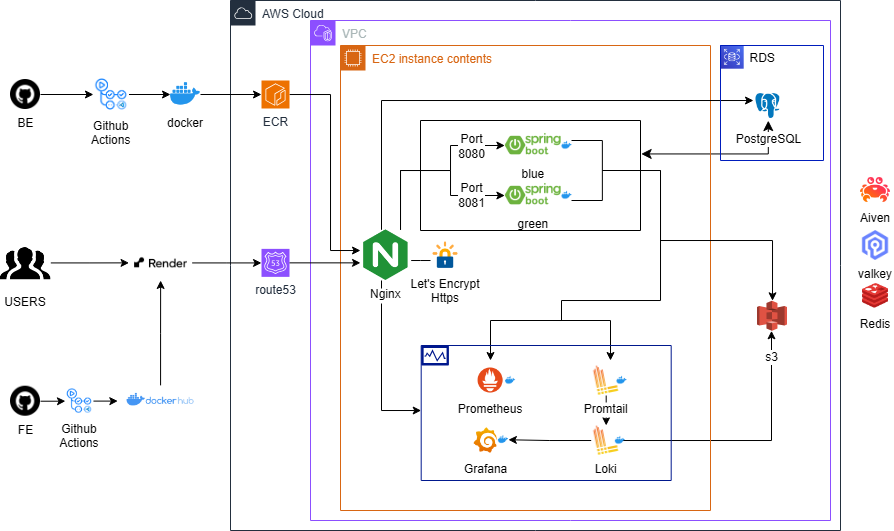 AWS Cloud
VPC
EC2 instance contents
RDS
BE
Github
Actions
docker
ECR
Port
8080
spring
boot
blue
Port
8081
spring
boot
green
PostgreSQL
USERS
Render
53
route53
N
Nginx
Let's Encrypt
Https
Aiven
valkey
Redis
s3
FE
Github
Actions
dockerhub
Prometheus
Promtail
Grafana
Loki